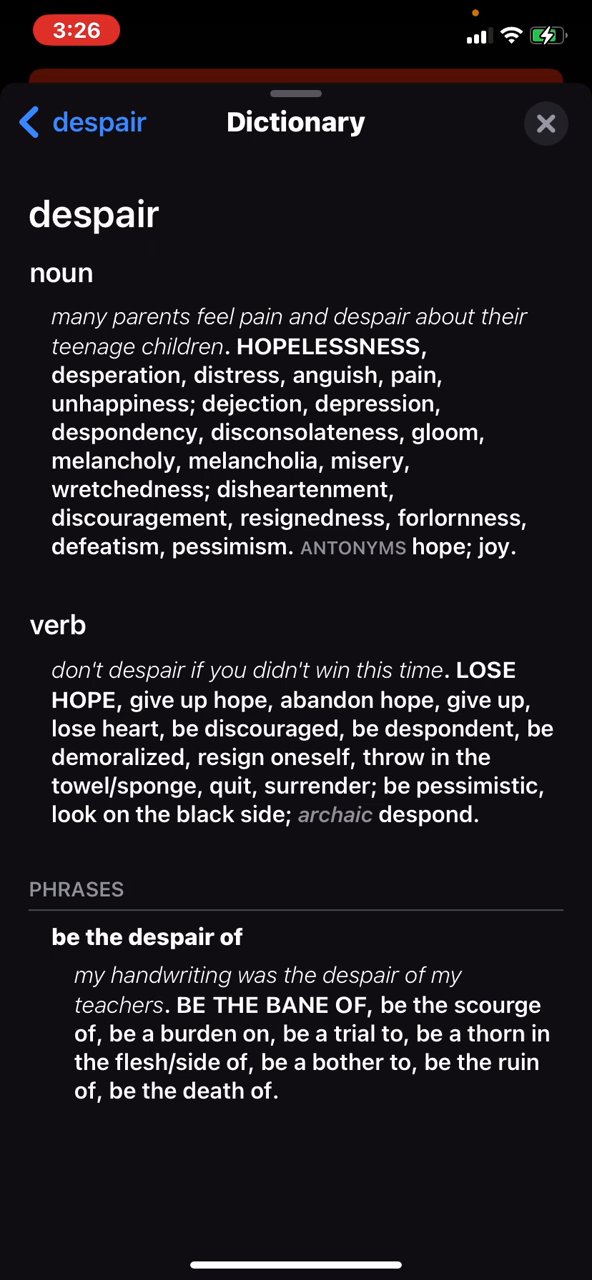 3:26
despair
Dictionary
despair
noun
many parents feel pain and despair about their
teenage children. HOPELESSNESS,
desperation, distress, anguish, pain,
unhappiness; dejection, depression,
despondency, disconsolateness, gloom,
melancholy, melancholia, misery,
wretchedness; disheartenment,
discouragement, resignedness, forlornness,
defeatism, pessimism. ANTONYMS hope; joy.
verb
don't despair if you didn't win this time. LOSE
HOPE, give up hope, abandon hope, give up,
lose heart, be discouraged, be despondent, be
demoralized, resign oneself, throw in the
towel/sponge, quit, surrender; be pessimistic,
look on the black side; archaic despond.
PHRASES
be the despair of
my handwriting was the despair of my
teachers. BE THE BANE OF, be the scourge
of, be a burden on, be a trial to, be a thorn in
the flesh/side of, be a bother to, be the ruin
of, be the death of.